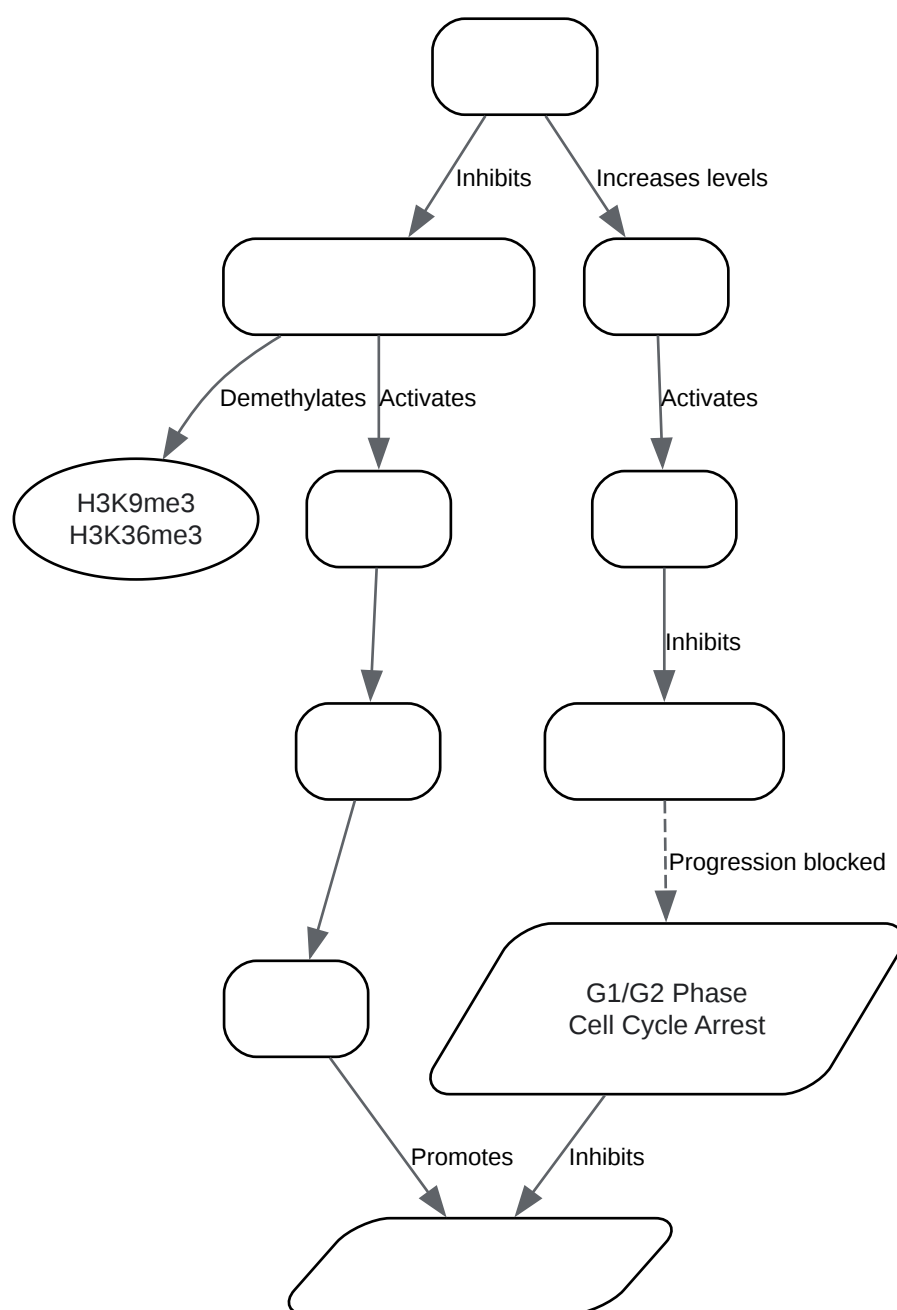 Inhibits
Increases levels
Demethylates
Activates
Activates
H3K9me3
H3K36me3
Inhibits
Progression blocked
G1/G2 Phase
Cell Cycle Arrest
Promotes
Inhibits